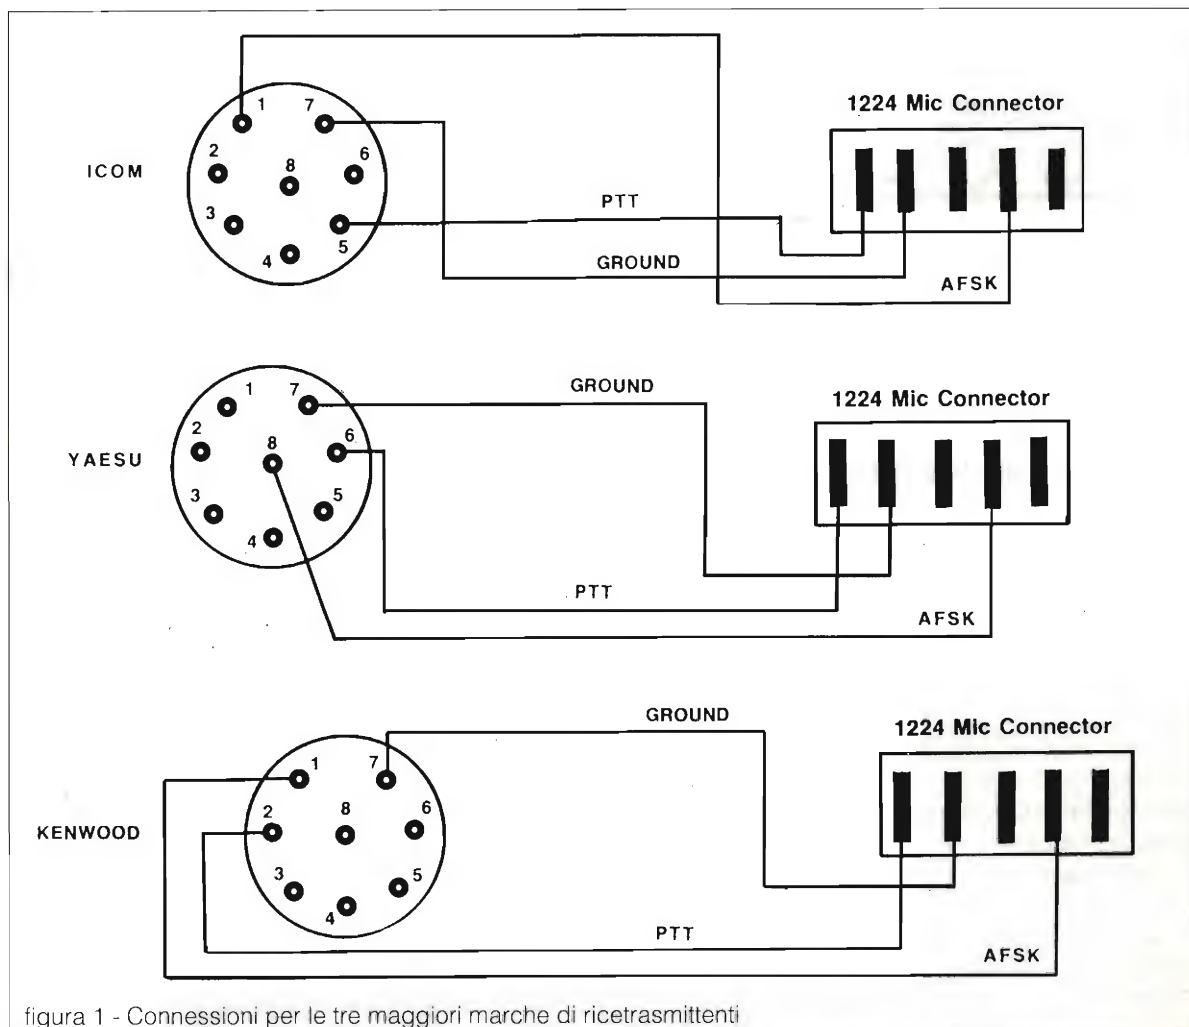 1224 Mic Connector
ICOM
1
7
2
8
6
3
5
4
PTT
GROUND
AFSK
1224 Mic Connector
YAESU
1
7
2
8
6
3
5
4
GROUND
PTT
AFSK
1224 Mic Connector
KENWOOD
1
7
2
8
6
3
5
4
GROUND
PTT
AFSK
figura 1 - Connessioni per le tre maggiori marche di ricetrasmittenti